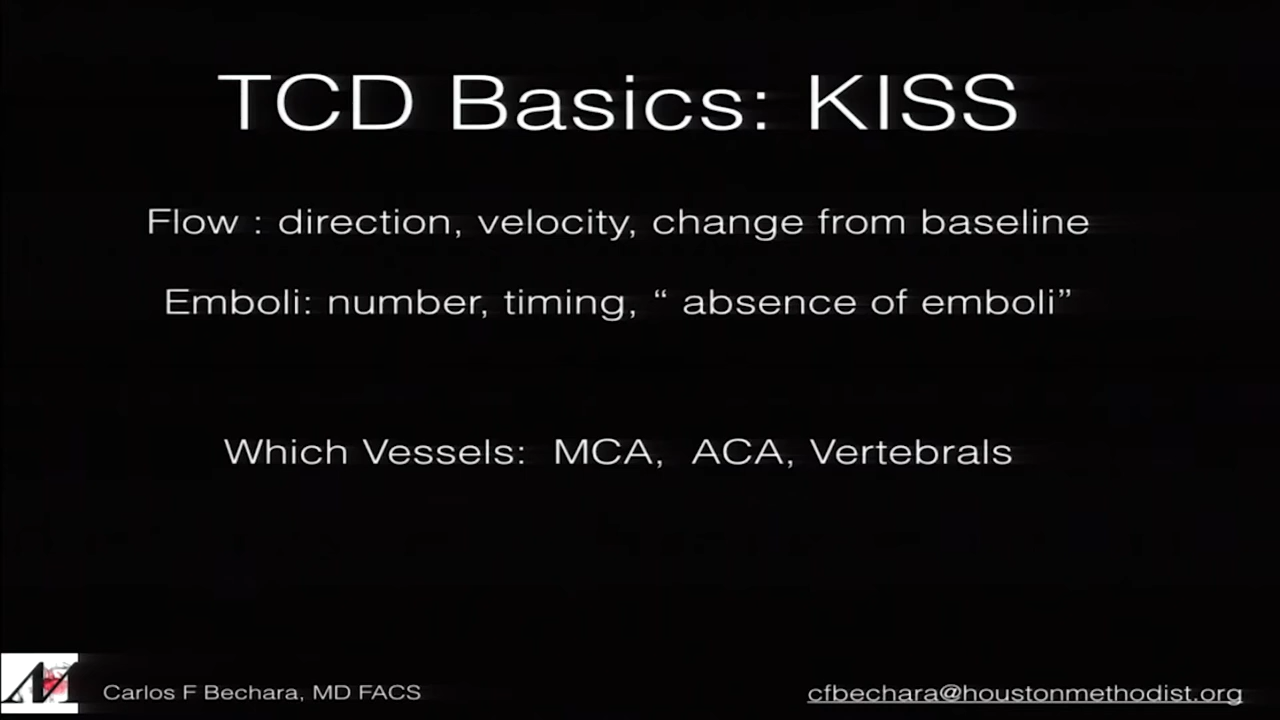 TCD Basics: KISS
Flow : direction, velocity, change from baseline
Emboli: number, timing, “ absence of emboli”
Which Vessels: MCA, ACA, Vertebrals
Carlos F Bechara, MD FACS
cfbechara@houstonmethodist.org